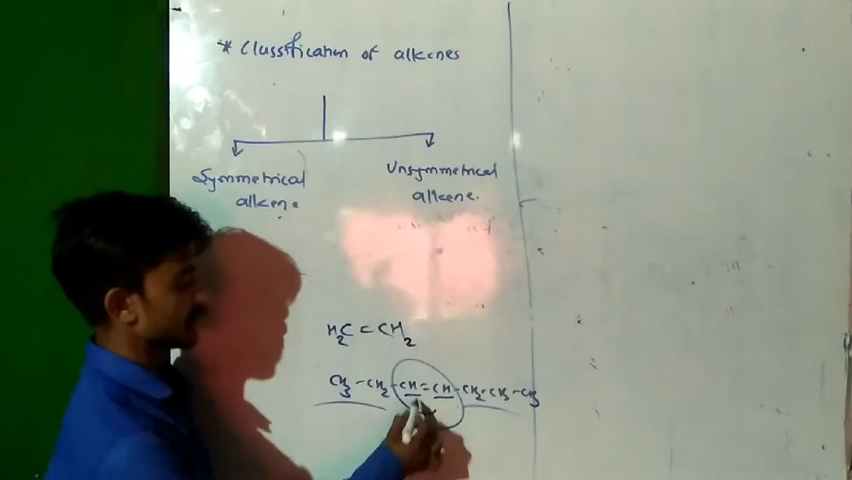 * Classification of alkenes
Symmetrical
alkene
Unsymmetrical
alkene.
H₂C=CH₂
CH₃-CH₂-CH=CH-CH₂-CH₂-CH₃